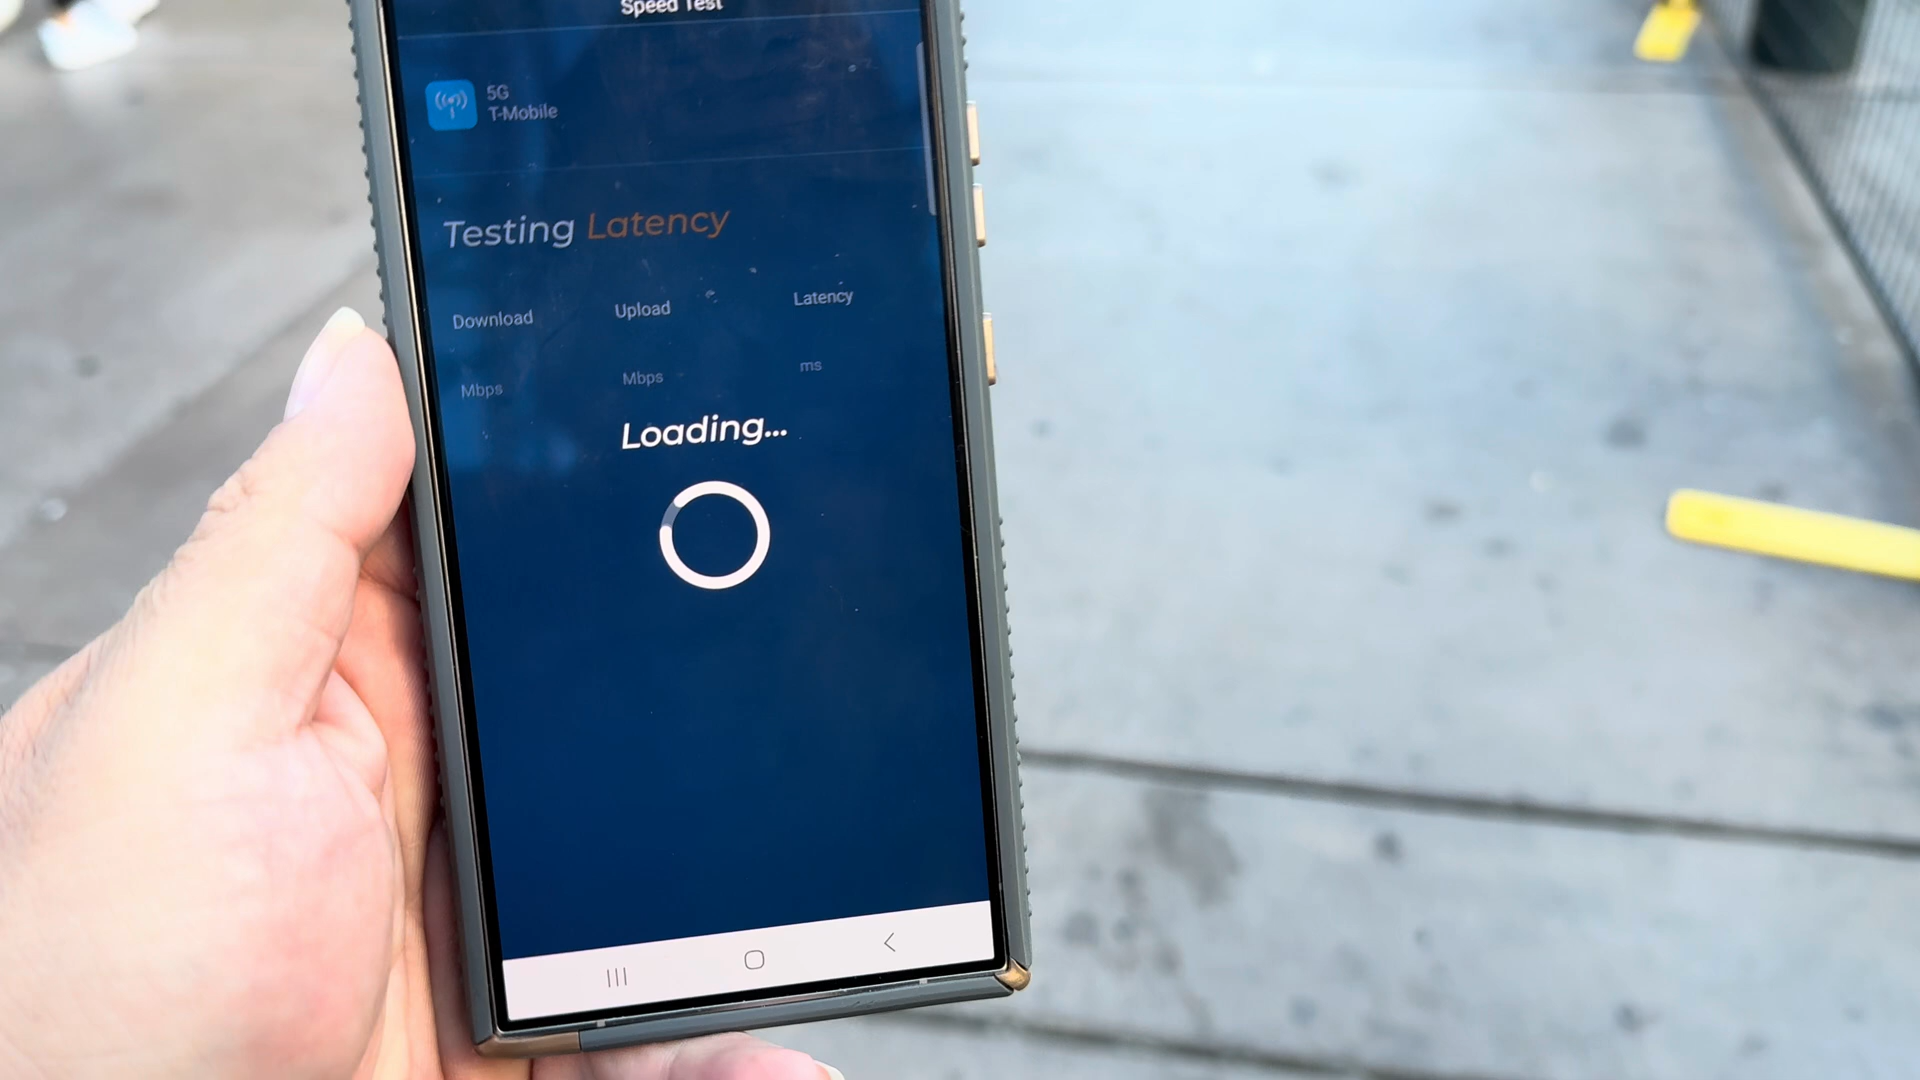 Speed Test
5G
T-Mobile
Testing Latency
Download Upload Latency
Mbps Mbps ms
Loading...